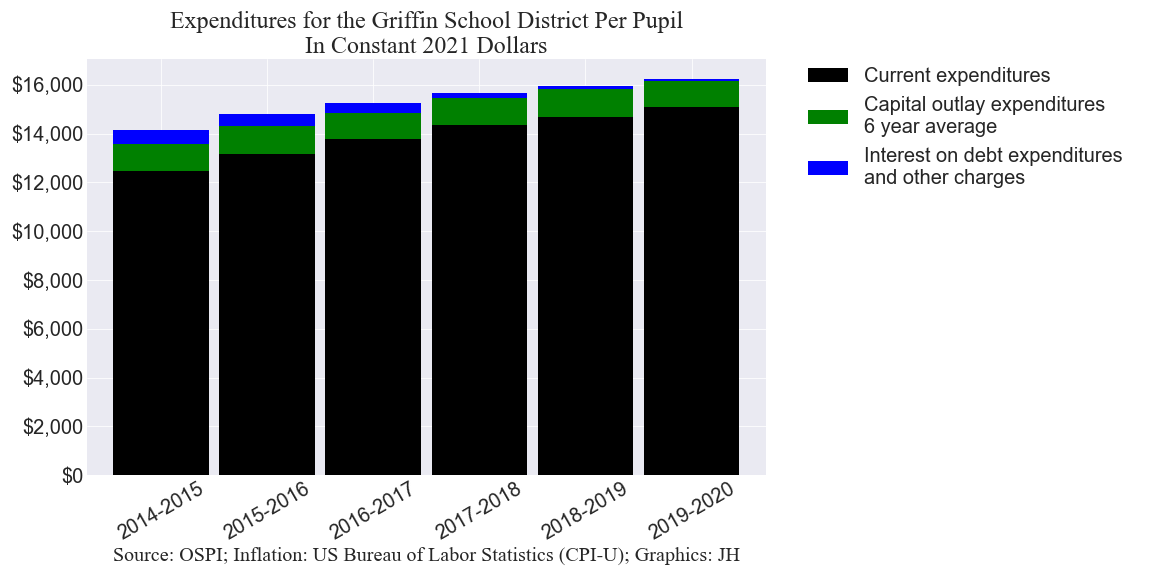 Expenditures for the Griffin School District Per Pupil
In Constant 2021 Dollars
$16,000
$14,000
$12,000
$10,000
$8,000
$6,000
$4,000
$2,000
$0
2014-2015
2015-2016
2016-2017
2017-2018
2018-2019
2019-2020
Current expenditures
Capital outlay expenditures
6 year average
Interest on debt expenditures
and other charges
Source: OSPI; Inflation: US Bureau of Labor Statistics (CPI-U); Graphics: JH